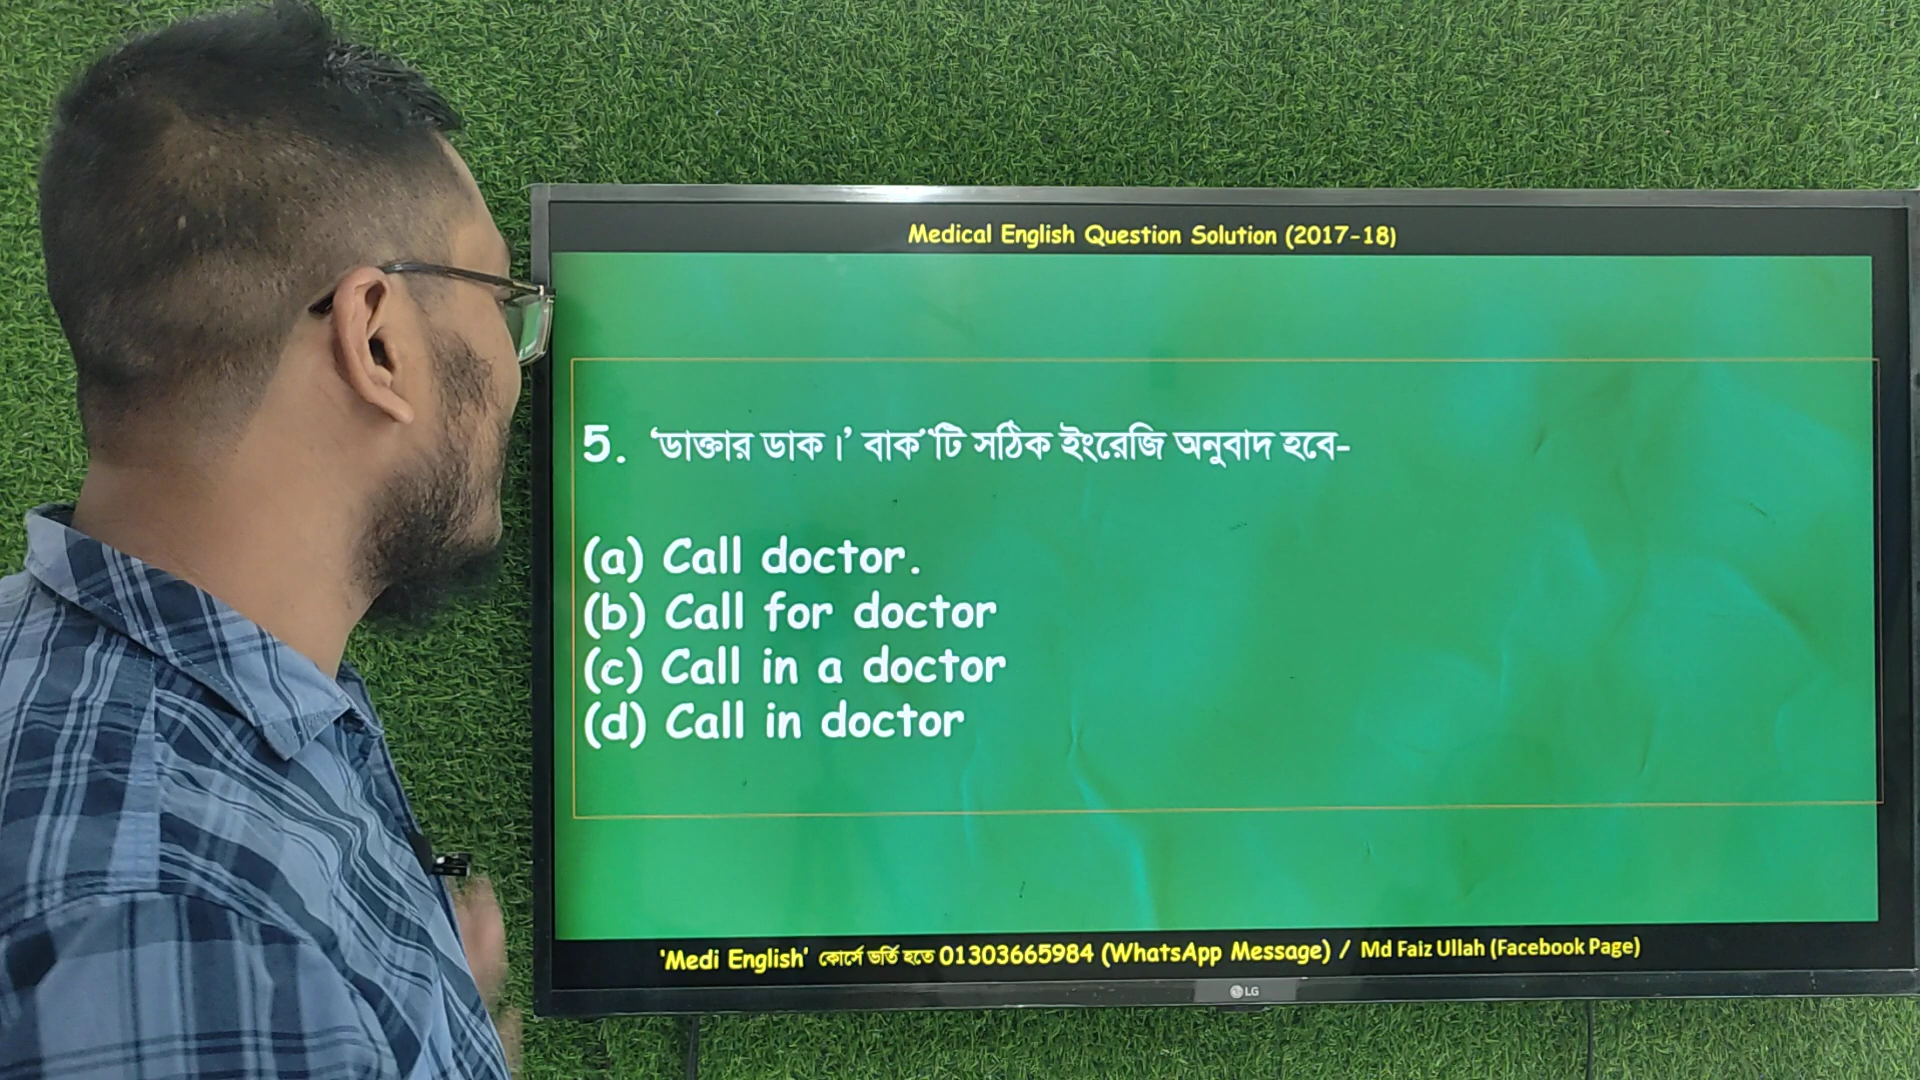 Medical English Question Solution (2017-18)
5. ‘ডাক্তার ডাক।’ বাক্যটি সঠিক ইংরেজি অনুবাদ হবে-
(a) Call doctor.
(b) Call for doctor
(c) Call in a doctor
(d) Call in doctor
'Medi English' কোর্সে ভর্তি হতে 01303665984 (WhatsApp Message) / Md Faiz Ullah (Facebook Page)
LG